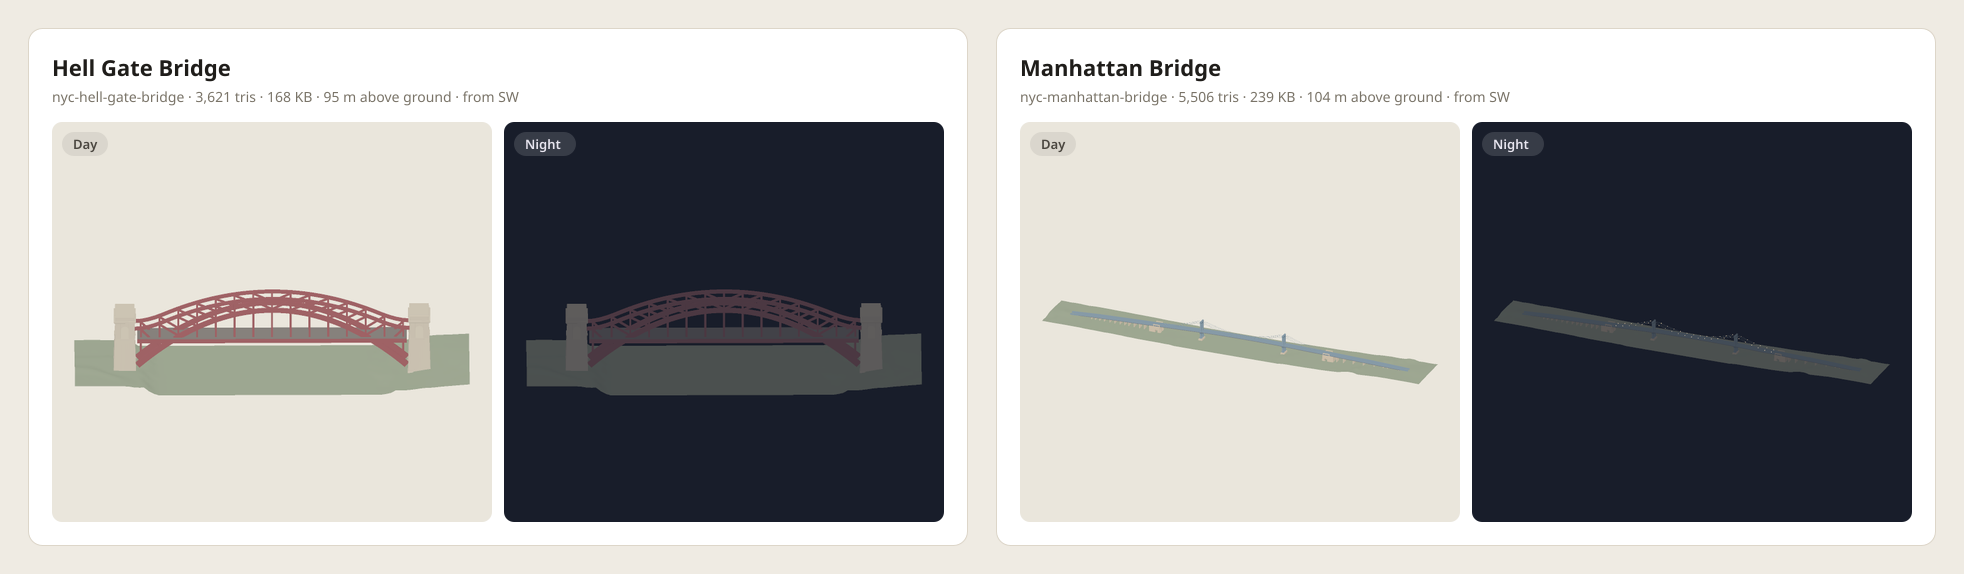 Hell Gate Bridge
nyc-hell-gate-bridge · 3,621 tris · 168 KB · 95 m above ground · from SW
Day
Night
Manhattan Bridge
nyc-manhattan-bridge · 5,506 tris · 239 KB · 104 m above ground · from SW
Day
Night